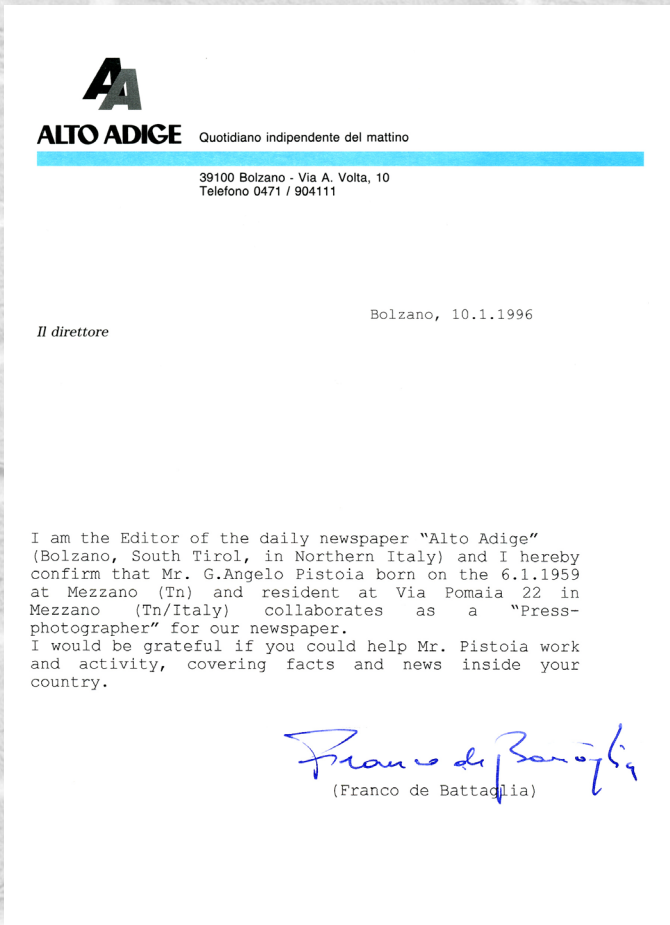 AA
ALTO ADIGE Quotidiano indipendente del mattino
39100 Bolzano - Via A. Volta, 10
Telefono 0471 / 904111
Bolzano, 10.1.1996
Il direttore
I am the Editor of the daily newspaper "Alto Adige"
(Bolzano, South Tirol, in Northern Italy) and I hereby
confirm that Mr. G.Angelo Pistoia born on the 6.1.1959
at Mezzano (Tn) and resident at Via Pomaia 22 in
Mezzano (Tn/Italy) collaborates as a "Press-
photographer" for our newspaper.
I would be grateful if you could help Mr. Pistoia work
and activity, covering facts and news inside your
country.
Franco de Battaglia
(Franco de Battaglia)